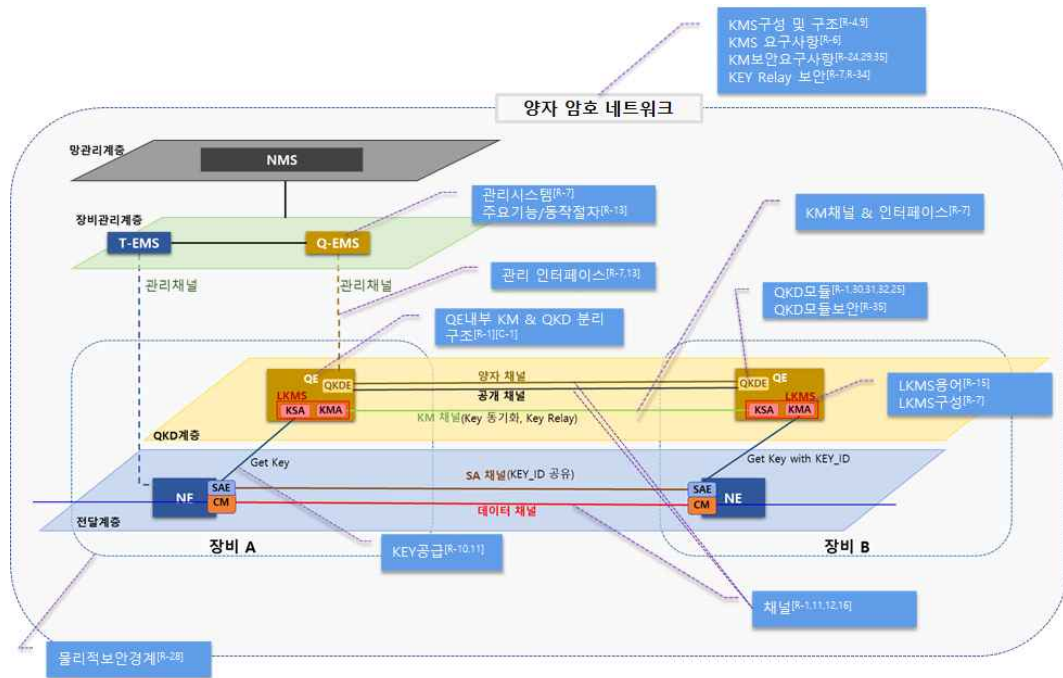 KMS구성 및 구조[R-4,9]
KMS 요구사항[R-6]
KM보안요구사항[R-24,29,35]
KEY Relay 보안[R-7,R-34]
양자 암호 네트워크
망관리계층
NMS
장비관리계층
T-EMS
Q-EMS
관리시스템[R-7]
주요기능/동작절차[R-13]
KM채널 & 인터페이스[R-7]
관리채널
관리채널
관리 인터페이스[R-7,13]
QKD모듈[R-1,30,31,32,25]
QKD모듈보안[R-35]
QE내부 KM & QKD 분리
구조[R-1][C-1]
QE
QKDE
양자 채널
공개 채널
QKDE
QE
LKMS
KSA
KMA
KM 채널(Key 동기화, Key Relay)
LKMS
KSA
KMA
LKMS용어[R-15]
LKMS구성[R-7]
QKD계층
Get Key
Get Key with KEY_ID
NE
SAE
CM
SA 채널(KEY_ID 공유)
데이터 채널
SAE
CM
NE
전달계층
장비 A
KEY공급[R-10,11]
장비 B
채널[R-1,11,12,16]
물리적보안경계[R-28]